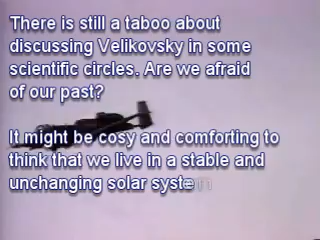 There is still a taboo about
discussing Velikovsky in some
scientific circles. Are we afraid
of our past?
It might be cosy and comforting to
think that we live in a stable and
unchanging solar system